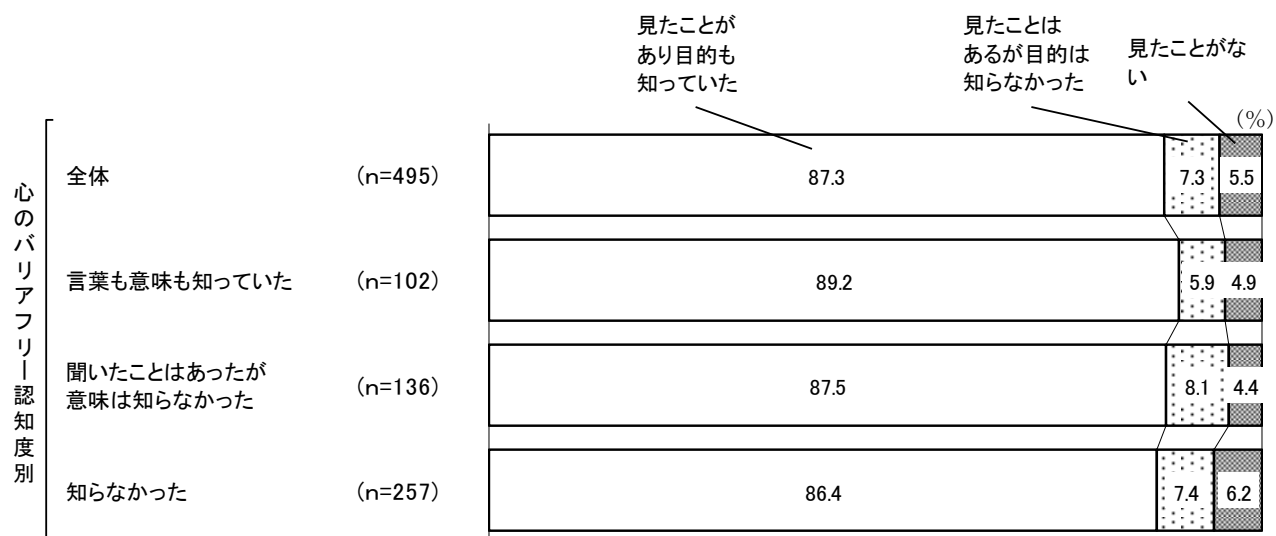 見たことが
あり目的も
知っていた
見たことは
あるが目的は
知らなかった
見たことがな
い
(%)
心のバリアフリー認知度別
全体 (n=495) 87.3 7.3 5.5
言葉も意味も知っていた (n=102) 89.2 5.9 4.9
聞いたことはあったが
意味は知らなかった (n=136) 87.5 8.1 4.4
知らなかった (n=257) 86.4 7.4 6.2